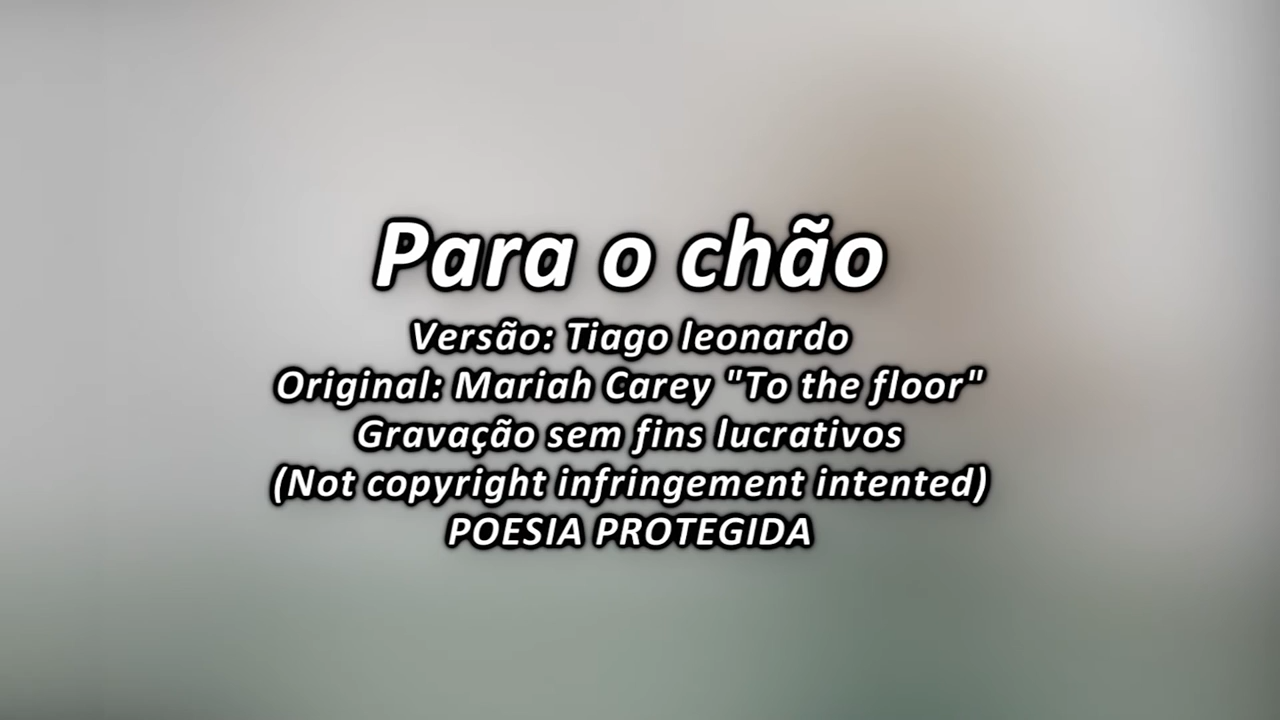 Para o chão
Versão: Tiago leonardo
Original: Mariah Carey "To the floor"
Gravação sem fins lucrativos
(Not copyright infringement intented)
POESIA PROTEGIDA